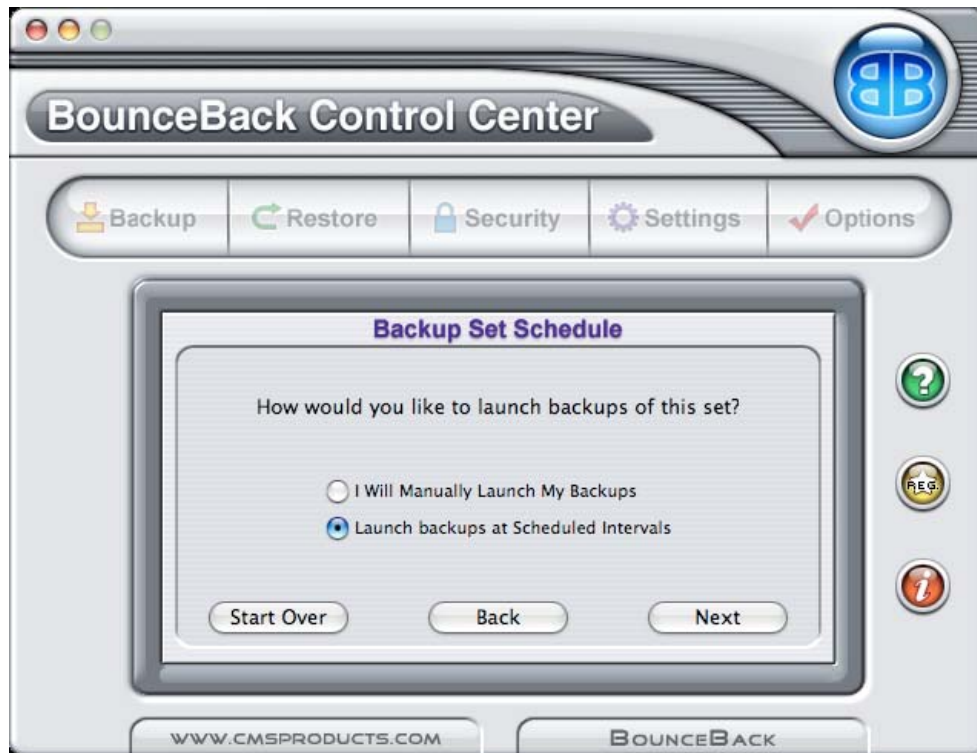 BB
BounceBack Control Center
Backup Restore Security Settings Options
Backup Set Schedule
How would you like to launch backups of this set?
I Will Manually Launch My Backups
Launch backups at Scheduled Intervals
Start Over Back Next
?
REG.
i
WWW.CMSPRODUCTS.COM BOUNCEBACK